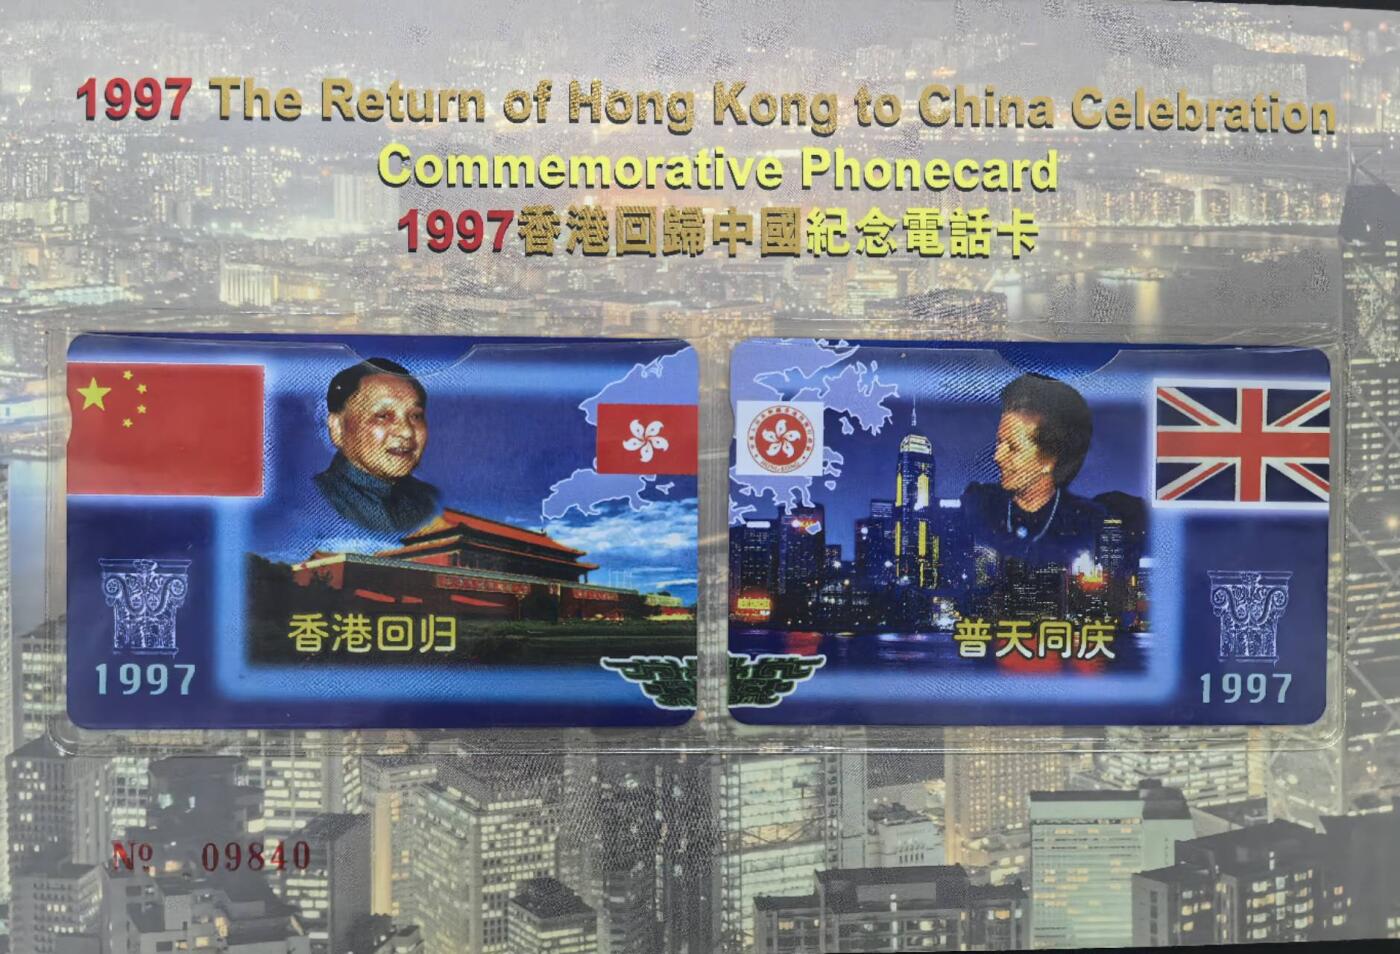 1997 The Return of Hong Kong to China Celebration
Commemorative Phonecard
1997香港回歸中國紀念電話卡
香港回归
1997
HONG KONG
普天同庆
1997
Nº 09840